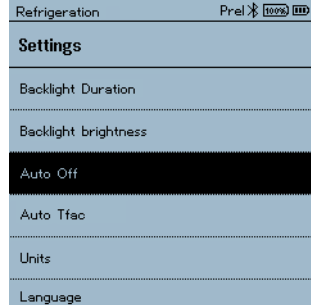 Refrigeration Prel 100%
Settings
Backlight Duration
Backlight brightness
Auto Off
Auto Tfac
Units
Language